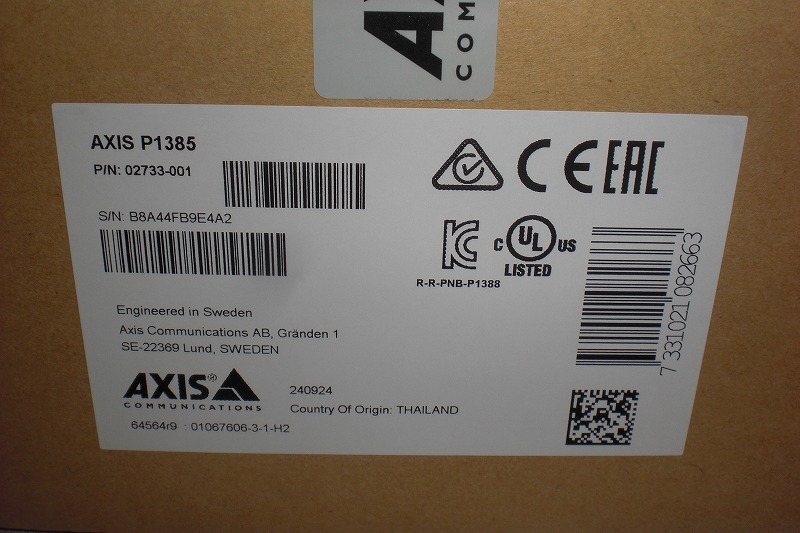 AXIS P1385
P/N: 02733-001
S/N: B8A44FB9E4A2
Engineered in Sweden
Axis Communications AB, Gränden 1
SE-22369 Lund, SWEDEN
AXIS®
COMMUNICATIONS
240924
Country Of Origin: THAILAND
64564r9 : 01067606-3-1-H2
CE EAC
KC
C UL US
LISTED
R-R-PNB-P1388
7 331021 082663